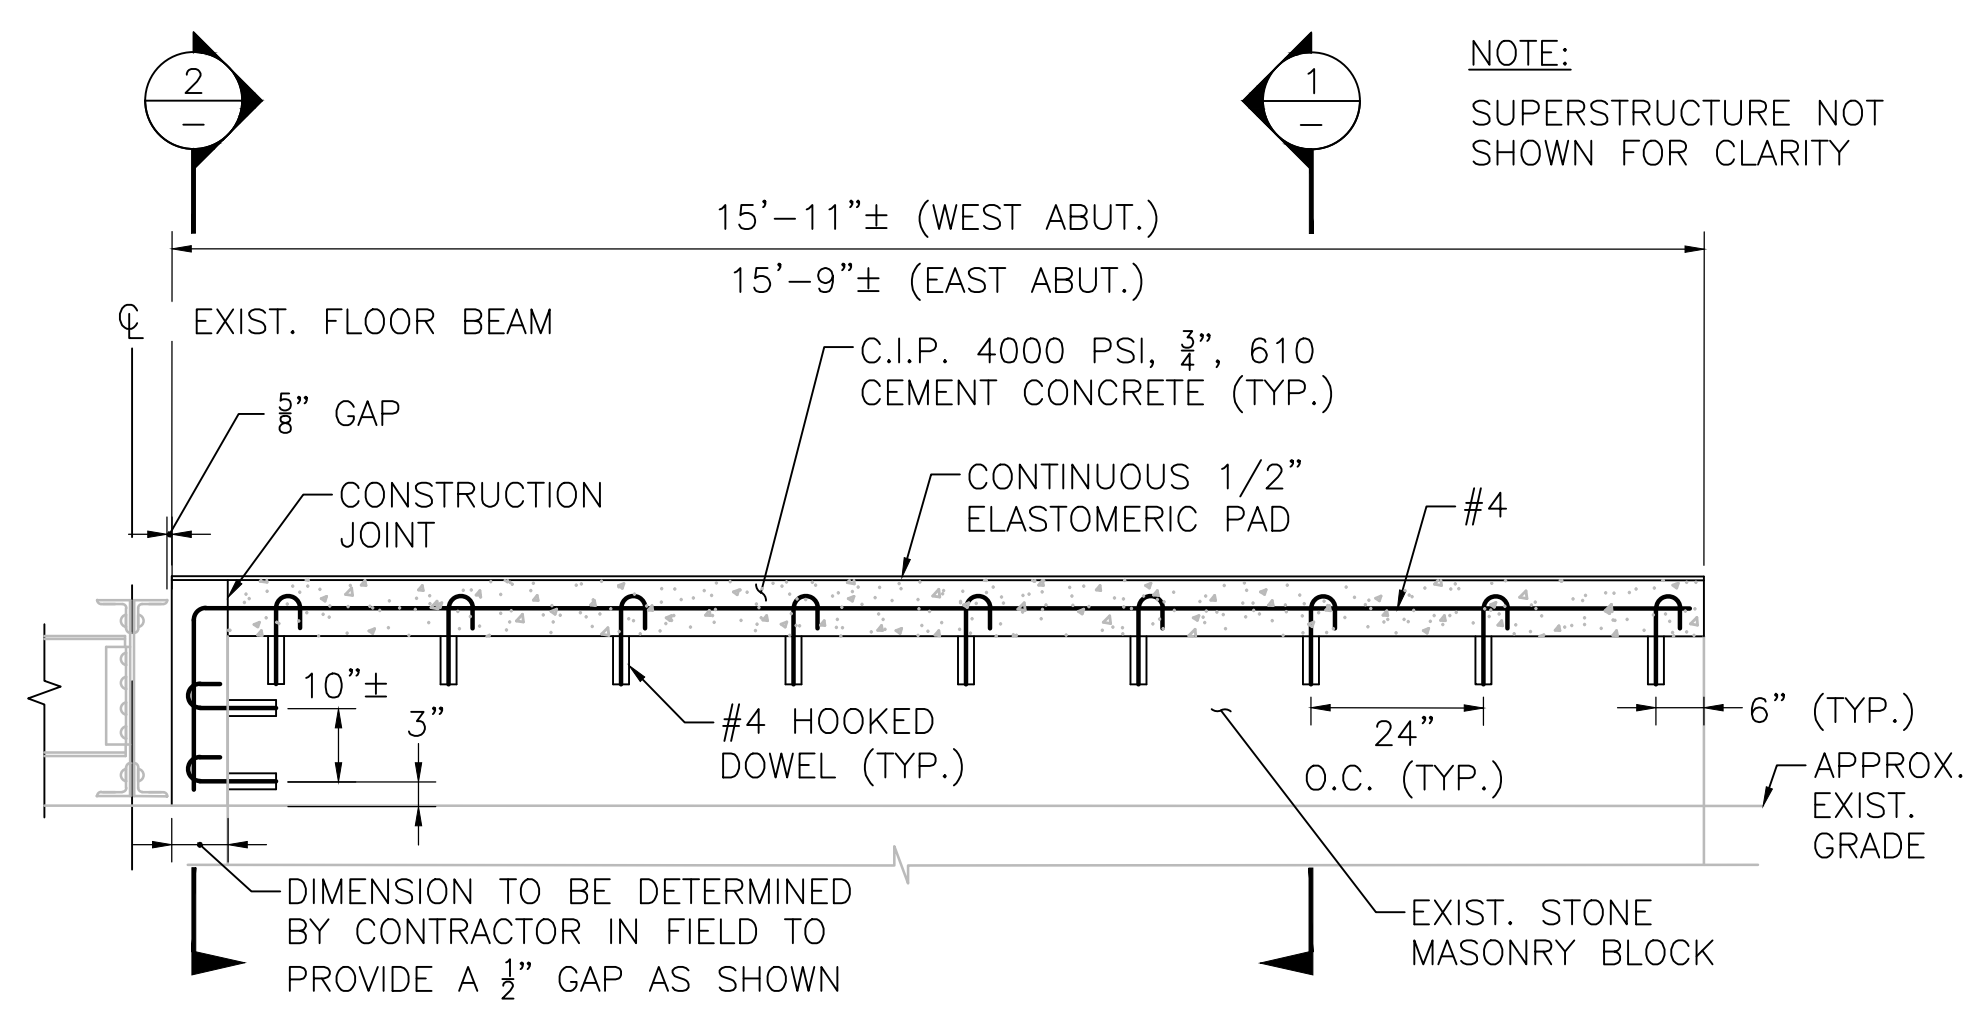 2
–
1
–
NOTE:
SUPERSTRUCTURE NOT
SHOWN FOR CLARITY
15'-11"± (WEST ABUT.)
15'-9"± (EAST ABUT.)
℄ EXIST. FLOOR BEAM
C.I.P. 4000 PSI, 3/4", 610
CEMENT CONCRETE (TYP.)
5/8" GAP
CONTINUOUS 1/2"
ELASTOMERIC PAD
CONSTRUCTION
JOINT
#4
10"±
3"
#4 HOOKED
DOWEL (TYP.)
24"
O.C. (TYP.)
6" (TYP.)
APPROX.
EXIST.
GRADE
DIMENSION TO BE DETERMINED
BY CONTRACTOR IN FIELD TO
PROVIDE A 1/2" GAP AS SHOWN
EXIST. STONE
MASONRY BLOCK